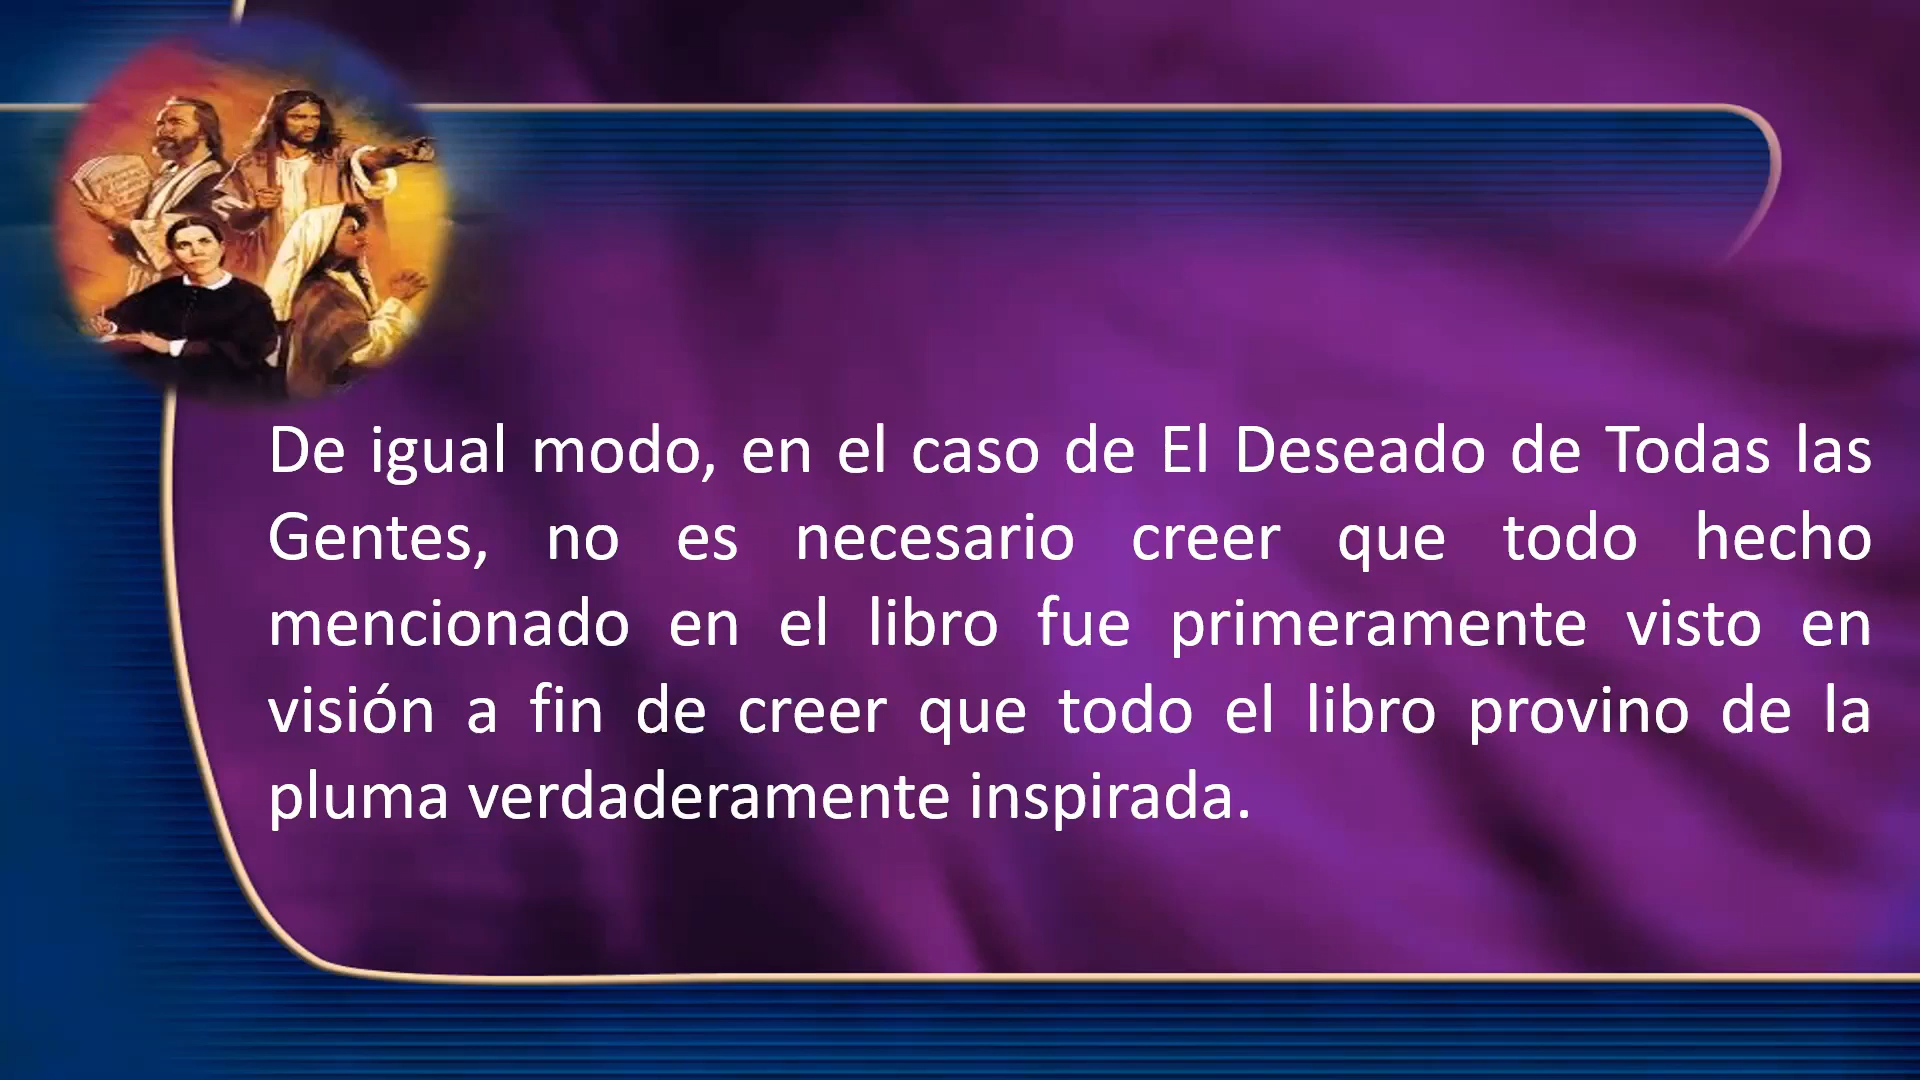 De igual modo, en el caso de El Deseado de Todas las
Gentes, no es necesario creer que todo hecho
mencionado en el libro fue primeramente visto en
visión a fin de creer que todo el libro provino de la
pluma verdaderamente inspirada.